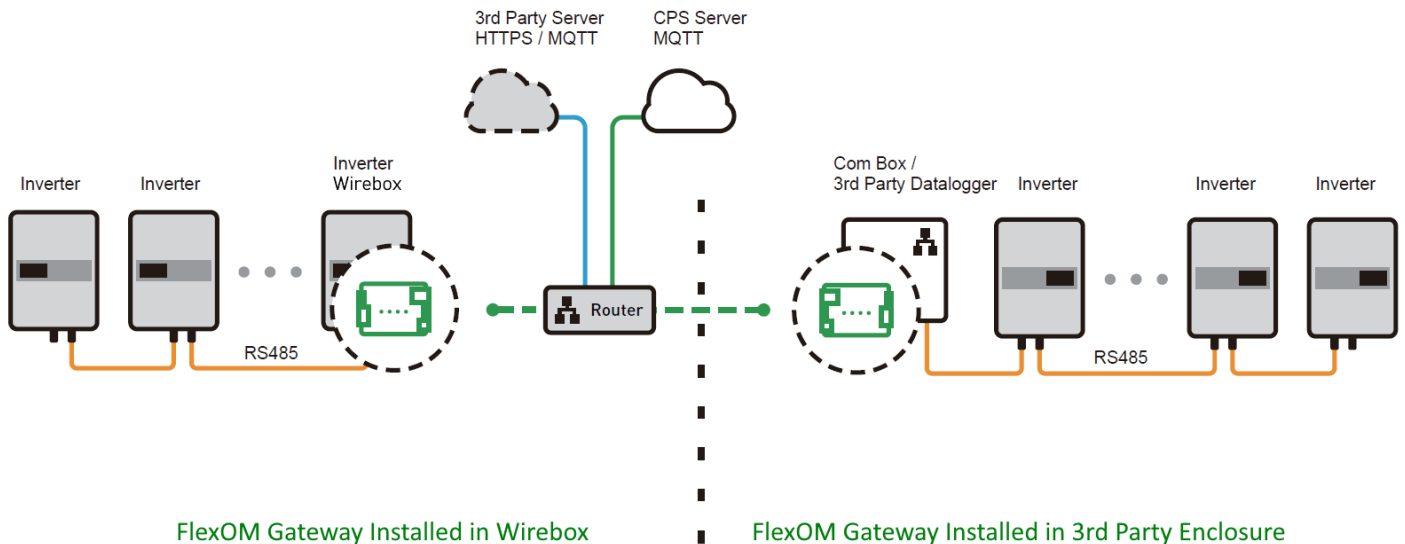 3rd Party Server
HTTPS / MQTT
CPS Server
MQTT
Inverter
Inverter
Inverter
Wirebox
Com Box /
3rd Party Datalogger
Inverter
Inverter
Inverter
Router
RS485
RS485
FlexOM Gateway Installed in Wirebox
FlexOM Gateway Installed in 3rd Party Enclosure